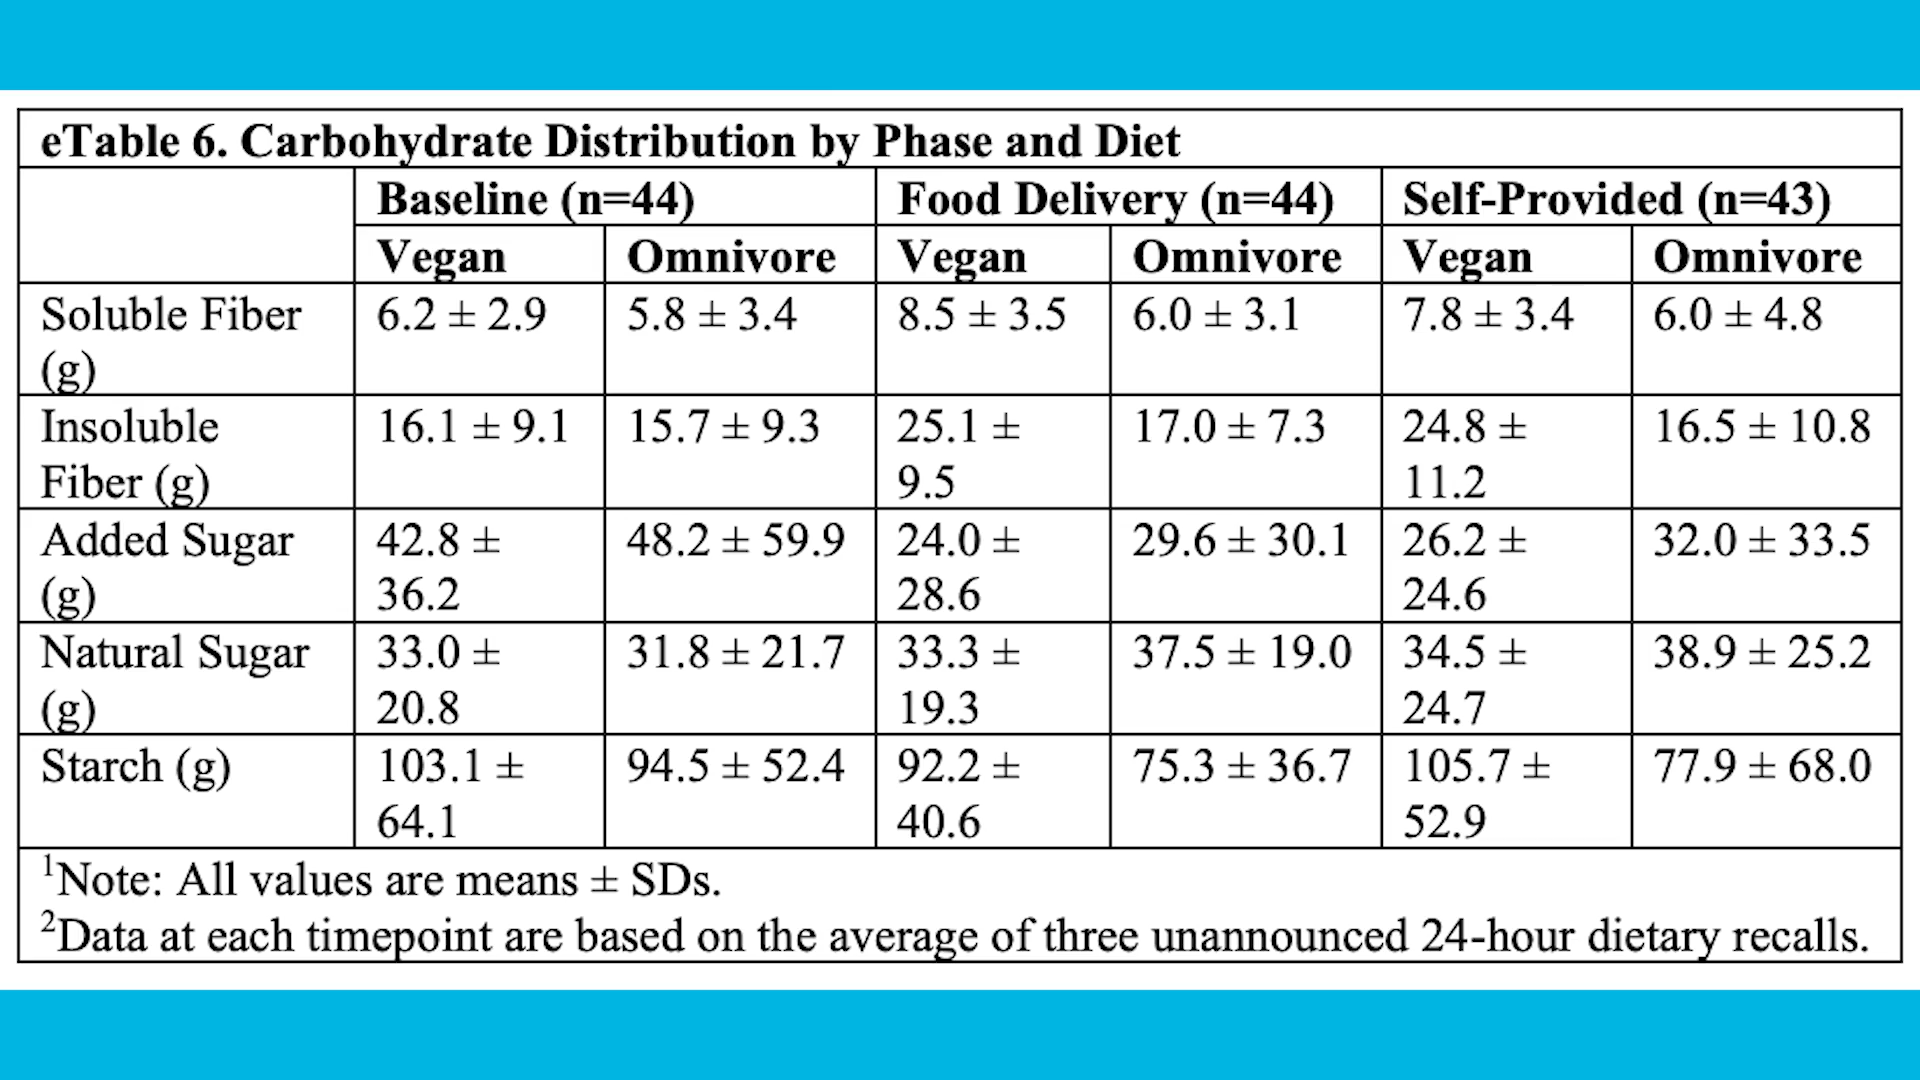 eTable 6. Carbohydrate Distribution by Phase and Diet
Baseline (n=44) Food Delivery (n=44) Self-Provided (n=43)
Vegan Omnivore Vegan Omnivore Vegan Omnivore
Soluble Fiber (g) 6.2 ± 2.9 5.8 ± 3.4 8.5 ± 3.5 6.0 ± 3.1 7.8 ± 3.4 6.0 ± 4.8
Insoluble Fiber (g) 16.1 ± 9.1 15.7 ± 9.3 25.1 ± 9.5 17.0 ± 7.3 24.8 ± 11.2 16.5 ± 10.8
Added Sugar (g) 42.8 ± 36.2 48.2 ± 59.9 24.0 ± 28.6 29.6 ± 30.1 26.2 ± 24.6 32.0 ± 33.5
Natural Sugar (g) 33.0 ± 20.8 31.8 ± 21.7 33.3 ± 19.3 37.5 ± 19.0 34.5 ± 24.7 38.9 ± 25.2
Starch (g) 103.1 ± 64.1 94.5 ± 52.4 92.2 ± 40.6 75.3 ± 36.7 105.7 ± 52.9 77.9 ± 68.0
¹Note: All values are means ± SDs.
²Data at each timepoint are based on the average of three unannounced 24-hour dietary recalls.